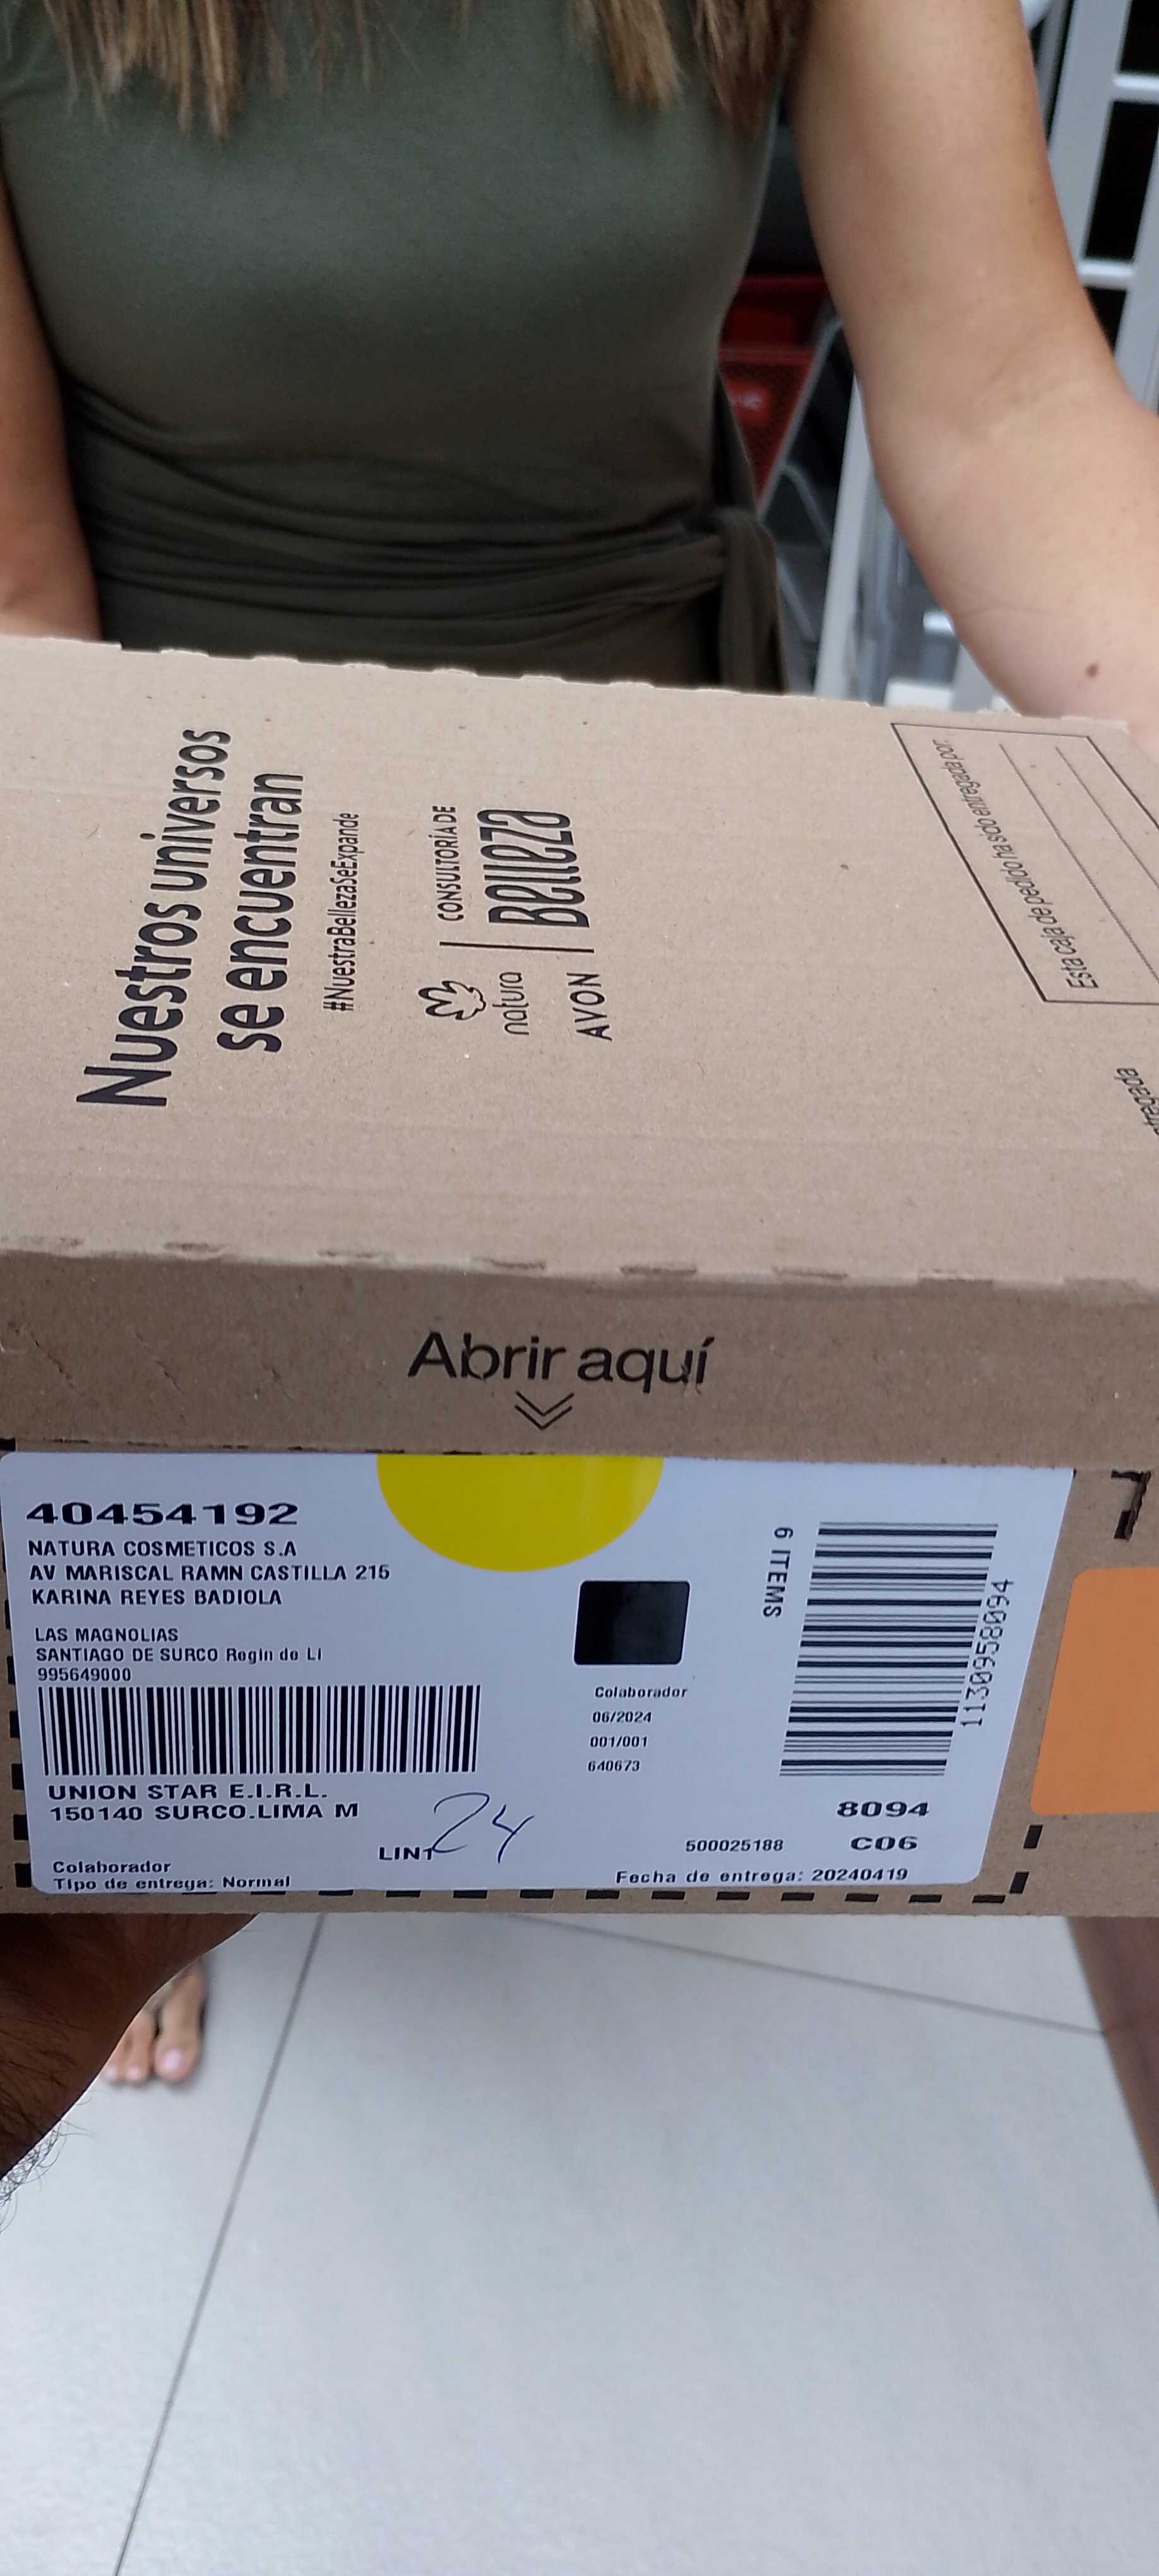 Nuestros universos
se encuentran
#NuestraBellezaSeExpande
natura
AVON
CONSULTORÍA DE
Belleza
Esta caja de pedido ha sido entregada por:
Abrir aquí
40454192
NATURA COSMETICOS S.A
AV MARISCAL RAMN CASTILLA 215
KARINA REYES BADIOLA
LAS MAGNOLIAS
SANTIAGO DE SURCO Regin de Li
995649000
UNION STAR E.I.R.L.
150140 SURCO.LIMA M
LIN1
24
Colaborador
Tipo de entrega: Normal
Colaborador
06/2024
001/001
640673
6 ITEMS
1130958094
8094
500025188
C06
Fecha de entrega: 20240419